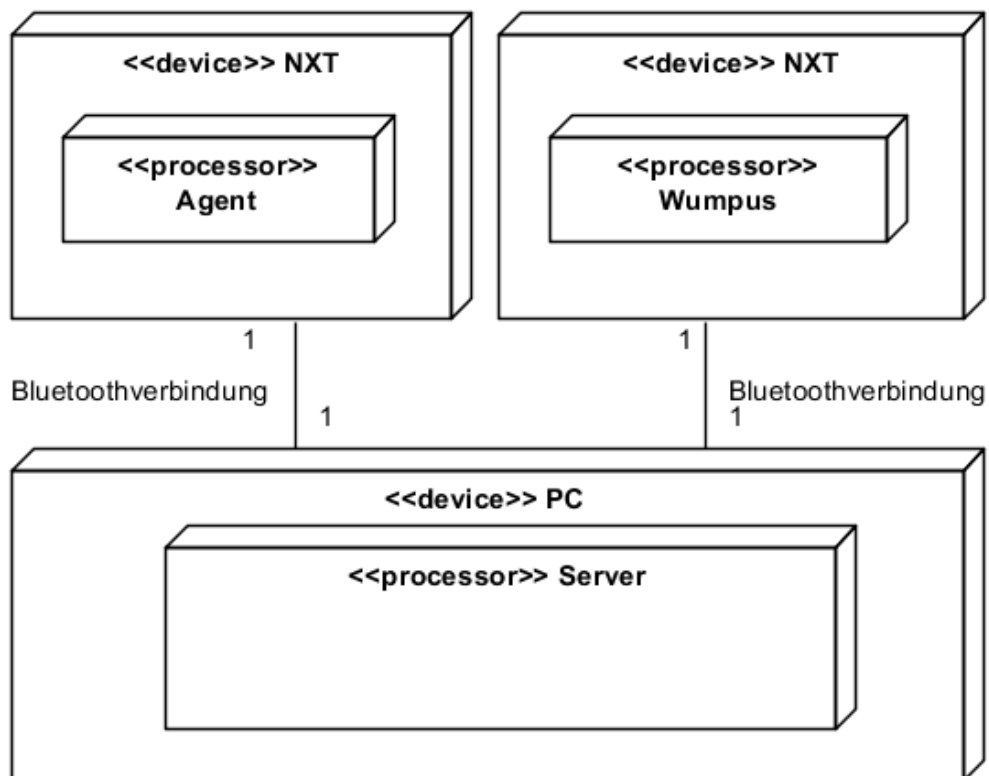 <<device>> NXT
<<processor>>
Agent
<<device>> NXT
<<processor>>
Wumpus
1
Bluetoothverbindung
1
1
Bluetoothverbindung
1
<<device>> PC
<<processor>> Server